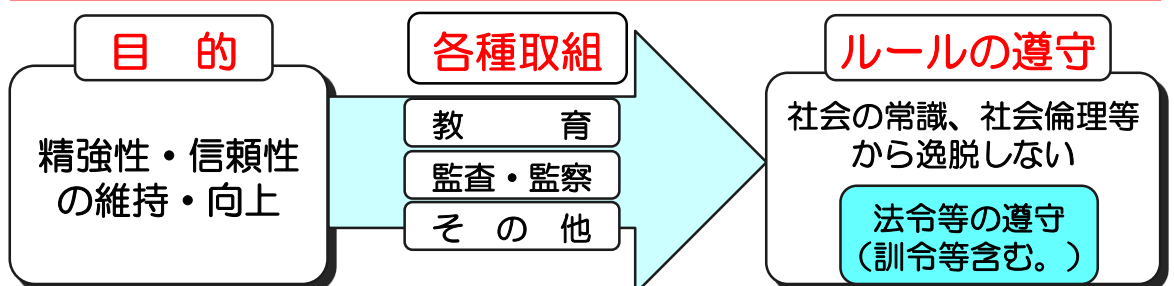 目　的
精強性・信頼性
の維持・向上
各種取組
教　　　育
監査・監察
そ　の　他
ルールの遵守
社会の常識、社会倫理等
から逸脱しない
法令等の遵守
（訓令等含む。）